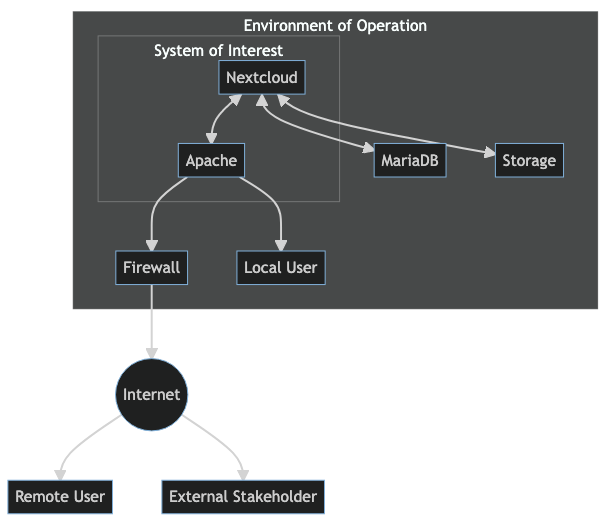 Environment of Operation
System of Interest
Nextcloud
Apache
MariaDB
Storage
Firewall
Local User
Internet
Remote User
External Stakeholder